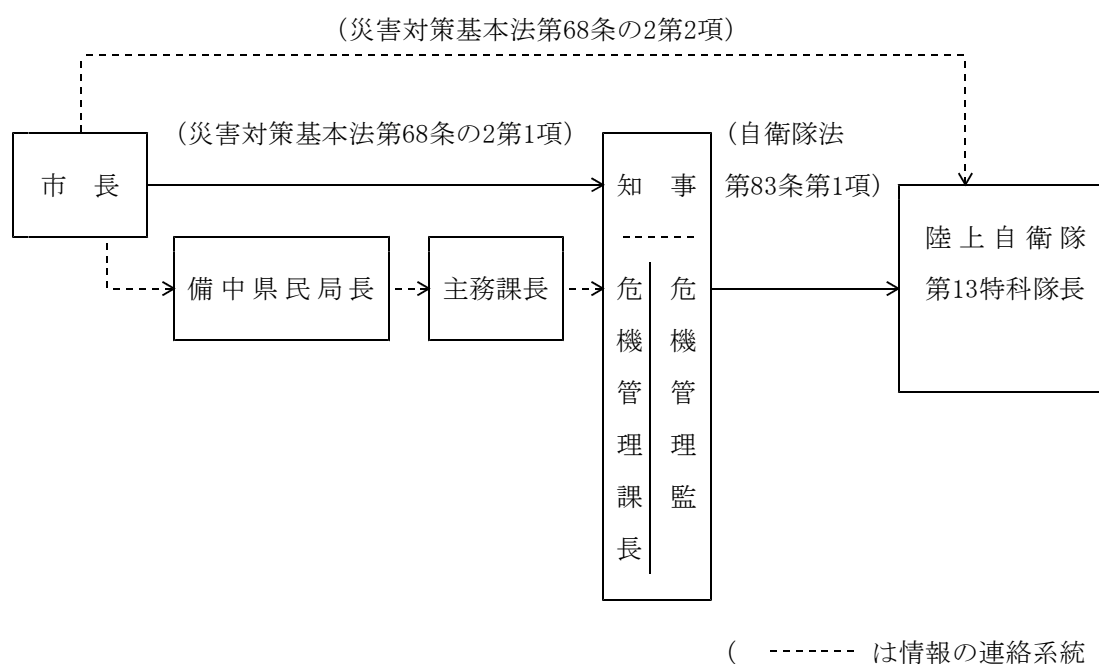 (災害対策基本法第68条の2第2項)
(災害対策基本法第68条の2第1項)
(自衛隊法
第83条第1項)
市 長
知 事
陸上自衛隊
第13特科隊長
備中県民局長
主務課長
危機管理監
危機管理課長
( ------- は情報の連絡系統